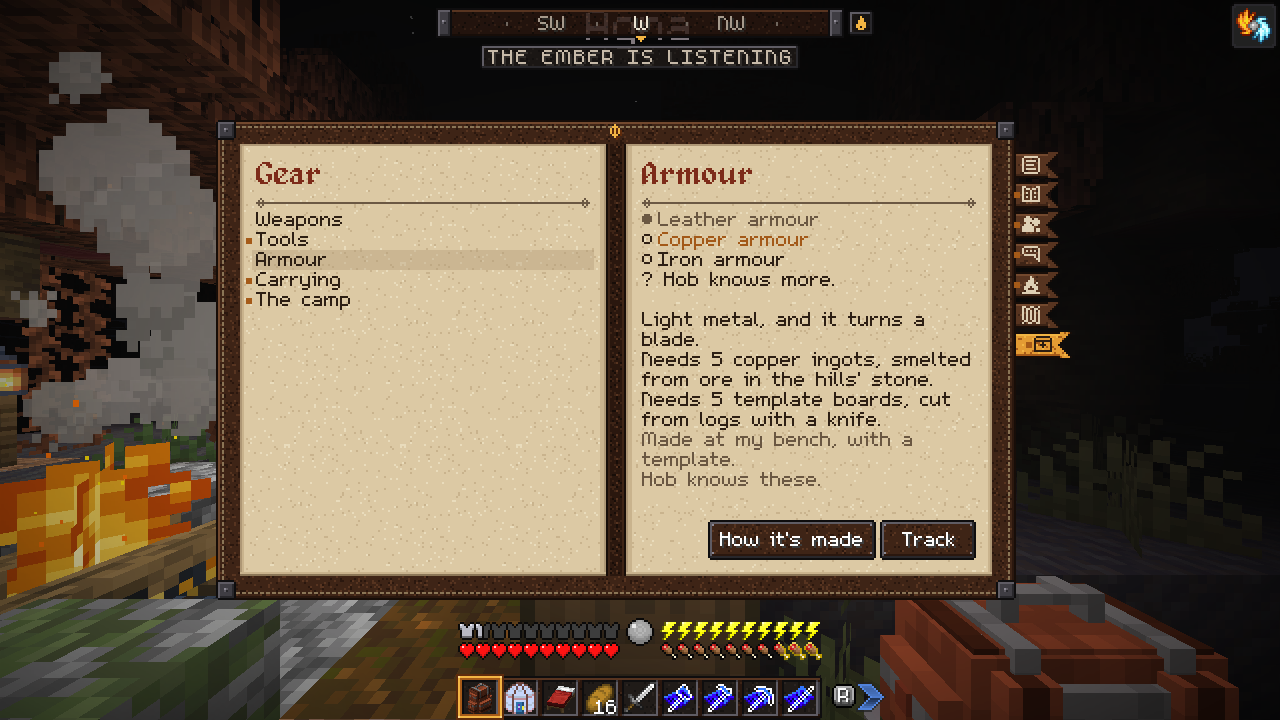 SW W NW
THE EMBER IS LISTENING
Gear
Weapons
Tools
Armour
Carrying
The camp
Armour
Leather armour
Copper armour
Iron armour
? Hob knows more.
Light metal, and it turns a
blade.
Needs 5 copper ingots, smelted
from ore in the hills' stone.
Needs 5 template boards, cut
from logs with a knife.
Made at my bench, with a
template.
Hob knows these.
How it's made
Track
16
R